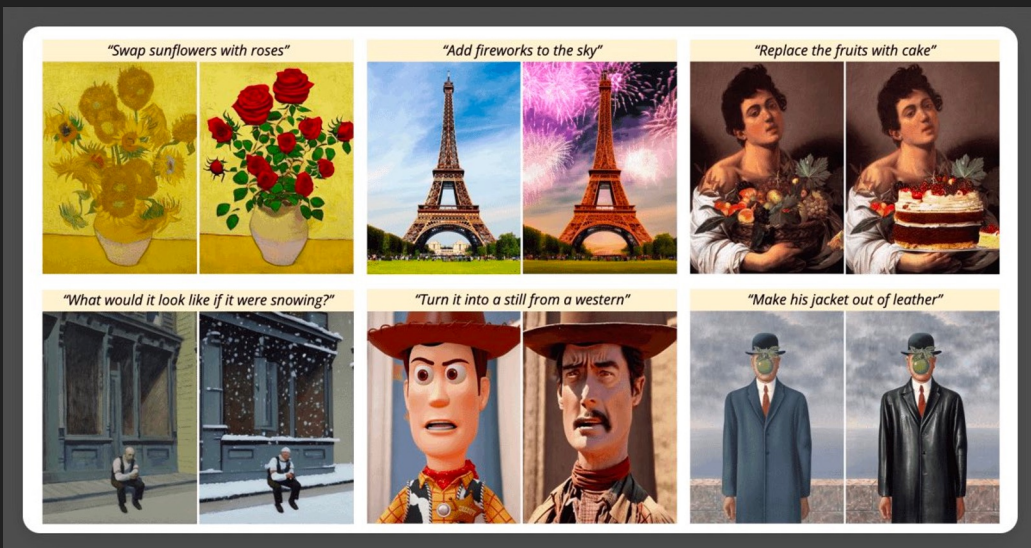 “Swap sunflowers with roses”
“Add fireworks to the sky”
“Replace the fruits with cake”
“What would it look like if it were snowing?”
“Turn it into a still from a western”
“Make his jacket out of leather”